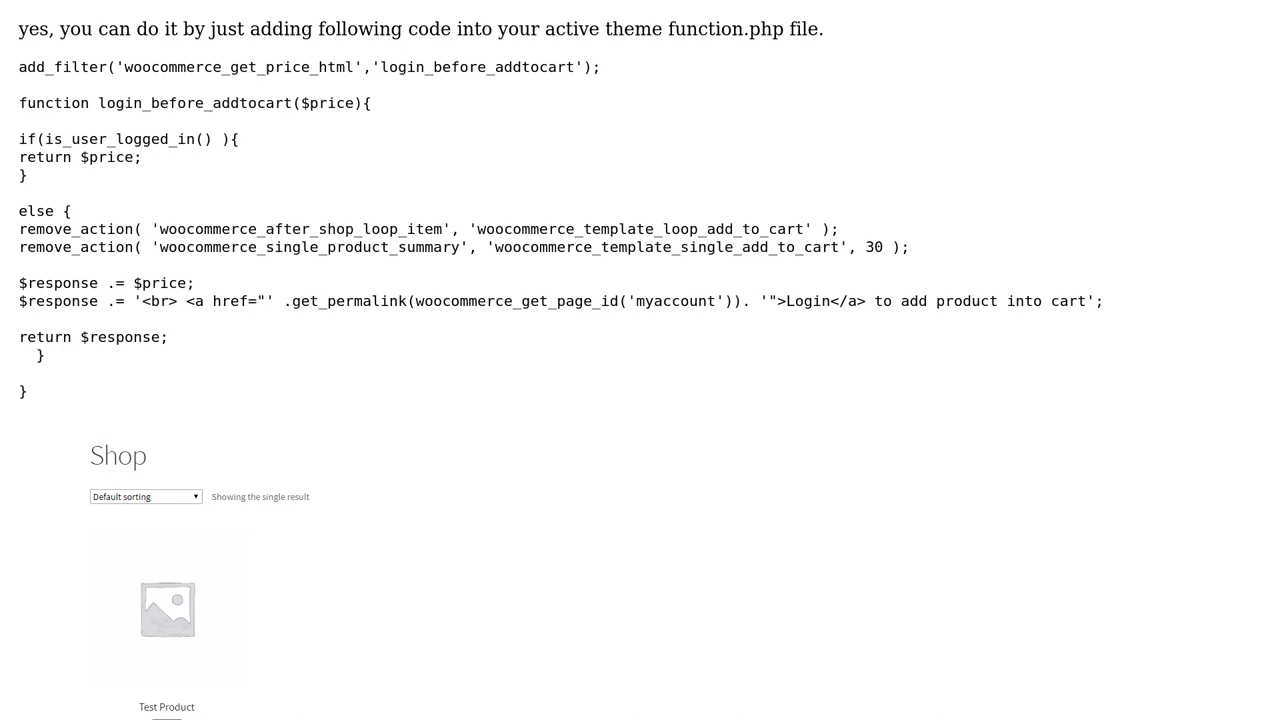 yes, you can do it by just adding following code into your active theme function.php file.
add_filter('woocommerce_get_price_html','login_before_addtocart');
function login_before_addtocart($price){
if(is_user_logged_in() ){
return $price;
}
else {
remove_action( 'woocommerce_after_shop_loop_item', 'woocommerce_template_loop_add_to_cart' );
remove_action( 'woocommerce_single_product_summary', 'woocommerce_template_single_add_to_cart', 30 );
$response .= $price;
$response .= '<br> <a href="' .get_permalink(woocommerce_get_page_id('myaccount')). '">Login</a> to add product into cart';
return $response;
  }
}
Shop
Default sorting
Showing the single result
Test Product